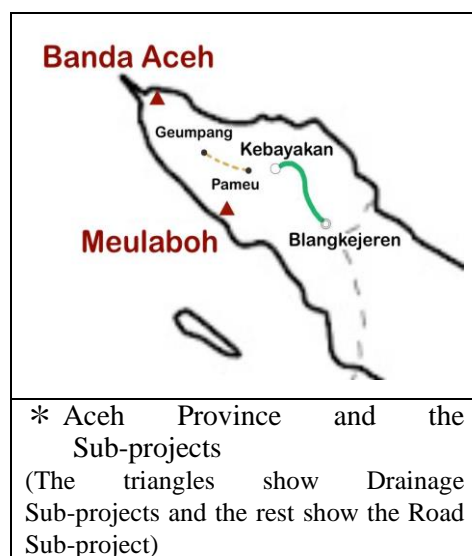 Banda Aceh
Geumpang
Kebayakan
Pameu
Meulaboh
Blangkejeren
* Aceh Province and the
Sub-projects
(The triangles show Drainage
Sub-projects and the rest show the Road
Sub-project)